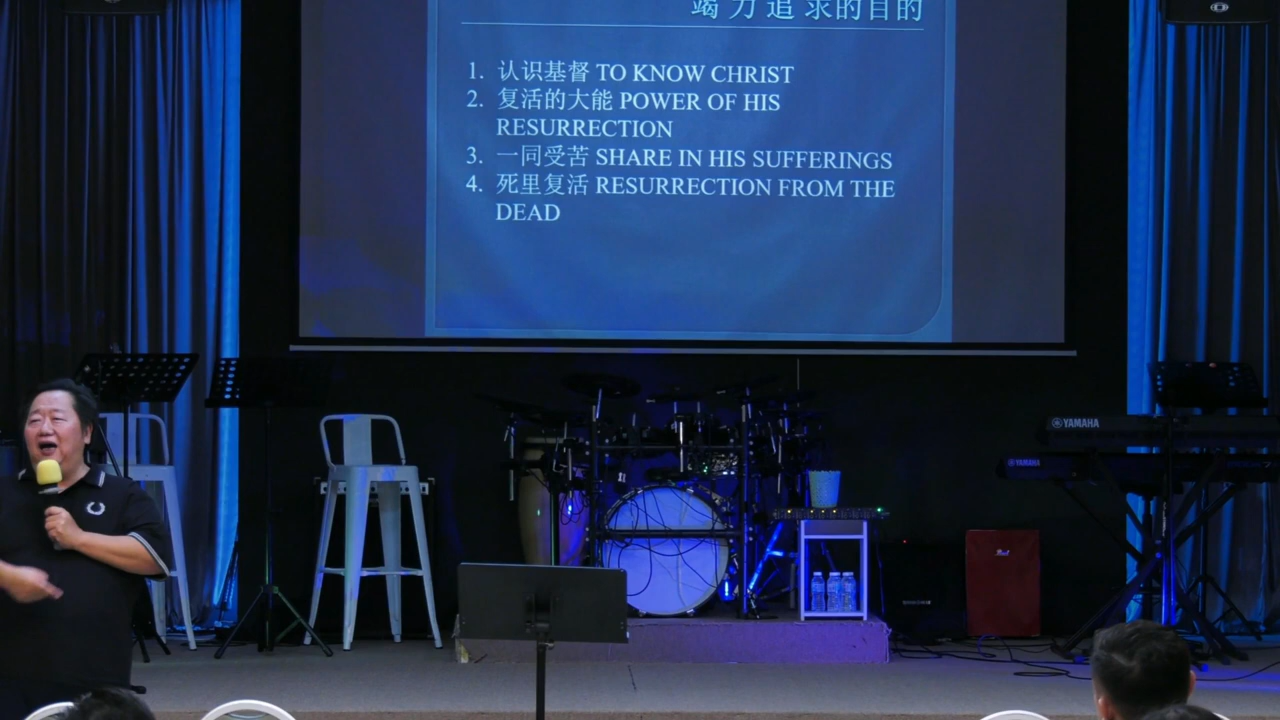 竭力追求的目的
1. 认识基督 TO KNOW CHRIST
2. 复活的大能 POWER OF HIS
RESURRECTION
3. 一同受苦 SHARE IN HIS SUFFERINGS
4. 死里复活 RESURRECTION FROM THE
DEAD
YAMAHA
YAMAHA
Pearl